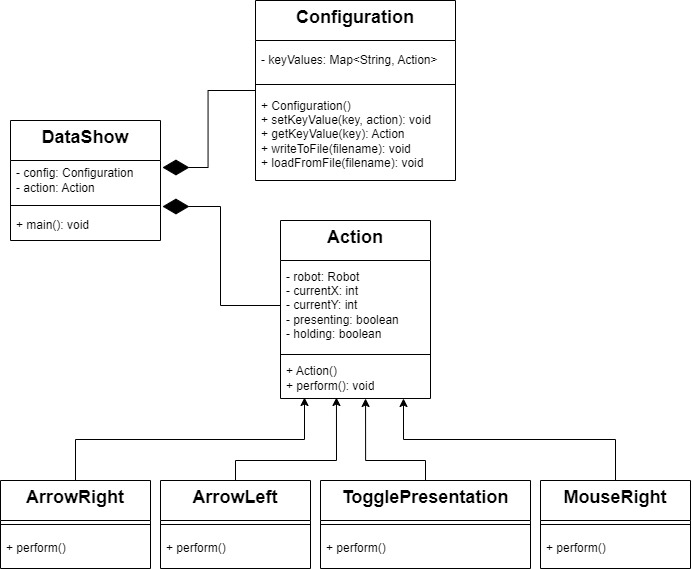 Configuration
- keyValues: Map<String, Action>
+ Configuration()
+ setKeyValue(key, action): void
+ getKeyValue(key): Action
+ writeToFile(filename): void
+ loadFromFile(filename): void
DataShow
- config: Configuration
- action: Action
+ main(): void
Action
- robot: Robot
- currentX: int
- currentY: int
- presenting: boolean
- holding: boolean
+ Action()
+ perform(): void
ArrowRight
+ perform()
ArrowLeft
+ perform()
TogglePresentation
+ perform()
MouseRight
+ perform()